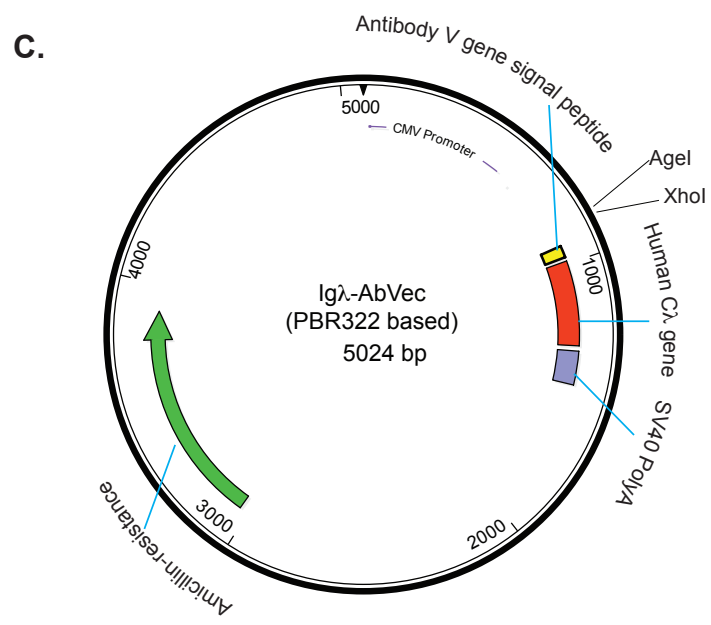 C.
Antibody V gene signal peptide
5000
CMV Promoter
AgeI
XhoI
Human Cλ gene
1000
4000
Igλ-AbVec
(PBR322 based)
5024 bp
SV40 PolyA
3000
2000
Amicillin-resistance